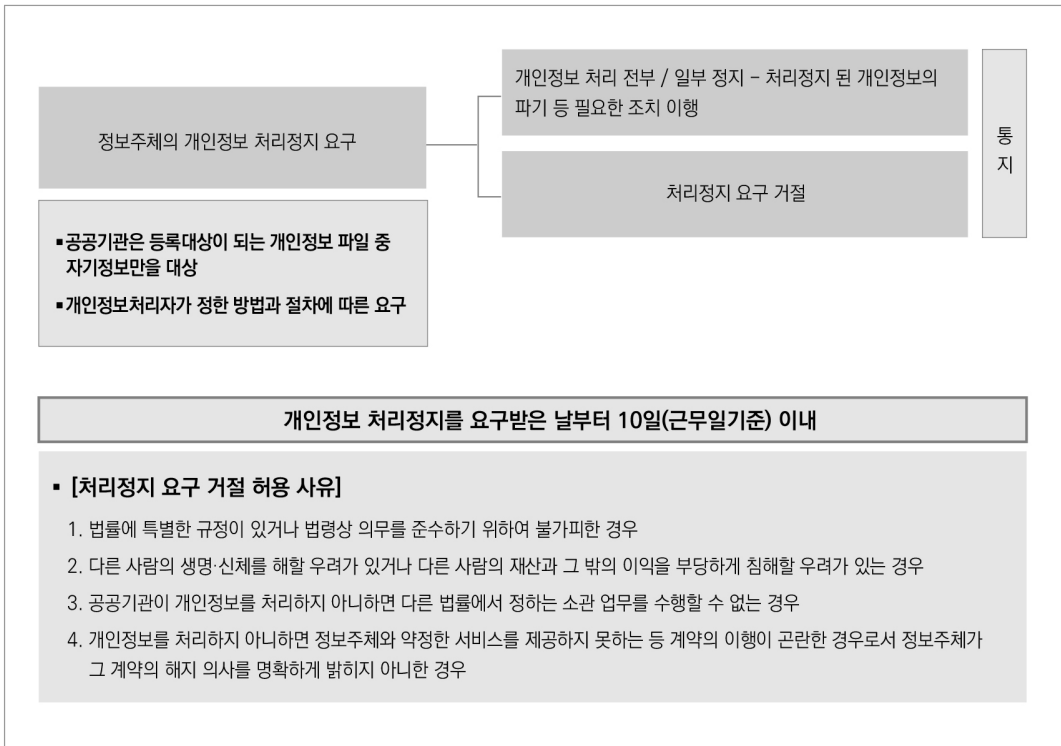 정보주체의 개인정보 처리정지 요구
개인정보 처리 전부 / 일부 정지 – 처리정지 된 개인정보의
파기 등 필요한 조치 이행
처리정지 요구 거절
통
지
▪공공기관은 등록대상이 되는 개인정보 파일 중
자기정보만을 대상
▪개인정보처리자가 정한 방법과 절차에 따른 요구
개인정보 처리정지를 요구받은 날부터 10일(근무일기준) 이내
▪ [처리정지 요구 거절 허용 사유]
1. 법률에 특별한 규정이 있거나 법령상 의무를 준수하기 위하여 불가피한 경우
2. 다른 사람의 생명·신체를 해할 우려가 있거나 다른 사람의 재산과 그 밖의 이익을 부당하게 침해할 우려가 있는 경우
3. 공공기관이 개인정보를 처리하지 아니하면 다른 법률에서 정하는 소관 업무를 수행할 수 없는 경우
4. 개인정보를 처리하지 아니하면 정보주체와 약정한 서비스를 제공하지 못하는 등 계약의 이행이 곤란한 경우로서 정보주체가
그 계약의 해지 의사를 명확하게 밝히지 아니한 경우